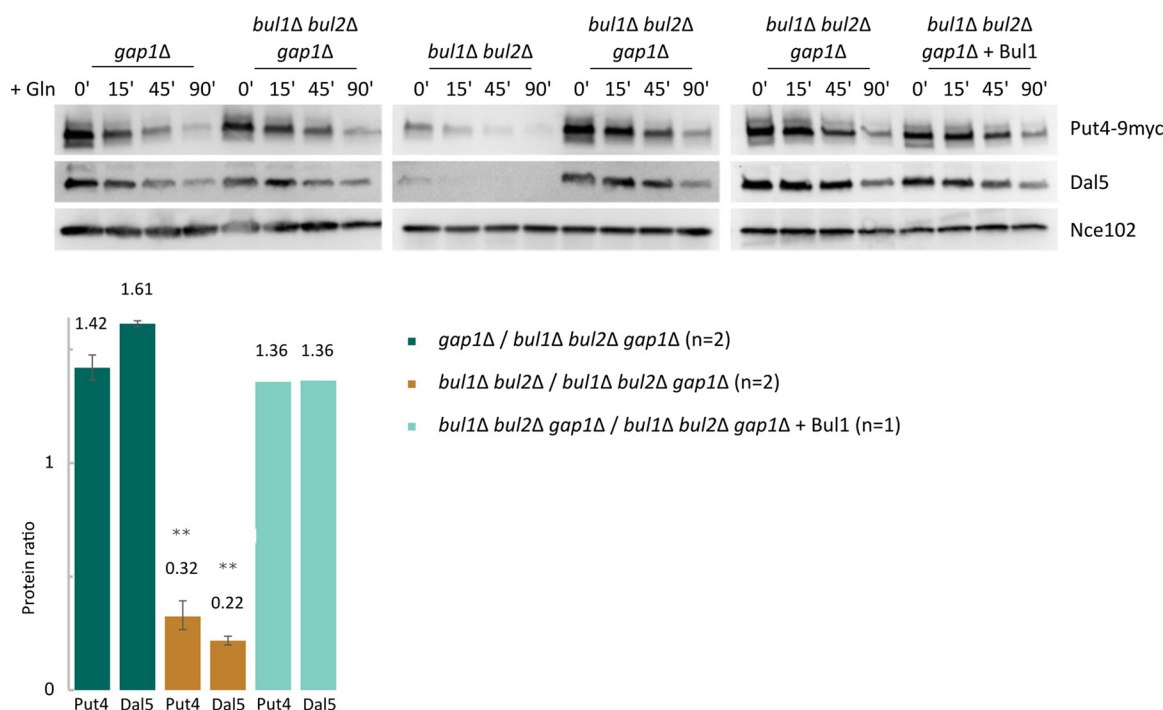 bul1Δ bul2Δ bul1Δ bul2Δ bul1Δ bul2Δ bul1Δ bul2Δ
gap1Δ gap1Δ bul1Δ bul2Δ gap1Δ gap1Δ gap1Δ + Bul1
+ Gln 0' 15' 45' 90' 0' 15' 45' 90' 0' 15' 45' 90' 0' 15' 45' 90' 0' 15' 45' 90' 0' 15' 45' 90'
Put4-9myc
Dal5
Nce102
1.61
1.42
1.36 1.36
gap1Δ / bul1Δ bul2Δ gap1Δ (n=2)
bul1Δ bul2Δ / bul1Δ bul2Δ gap1Δ (n=2)
bul1Δ bul2Δ gap1Δ / bul1Δ bul2Δ gap1Δ + Bul1 (n=1)
1
**
**
0.32
0.22
Protein ratio
0
Put4 Dal5 Put4 Dal5 Put4 Dal5